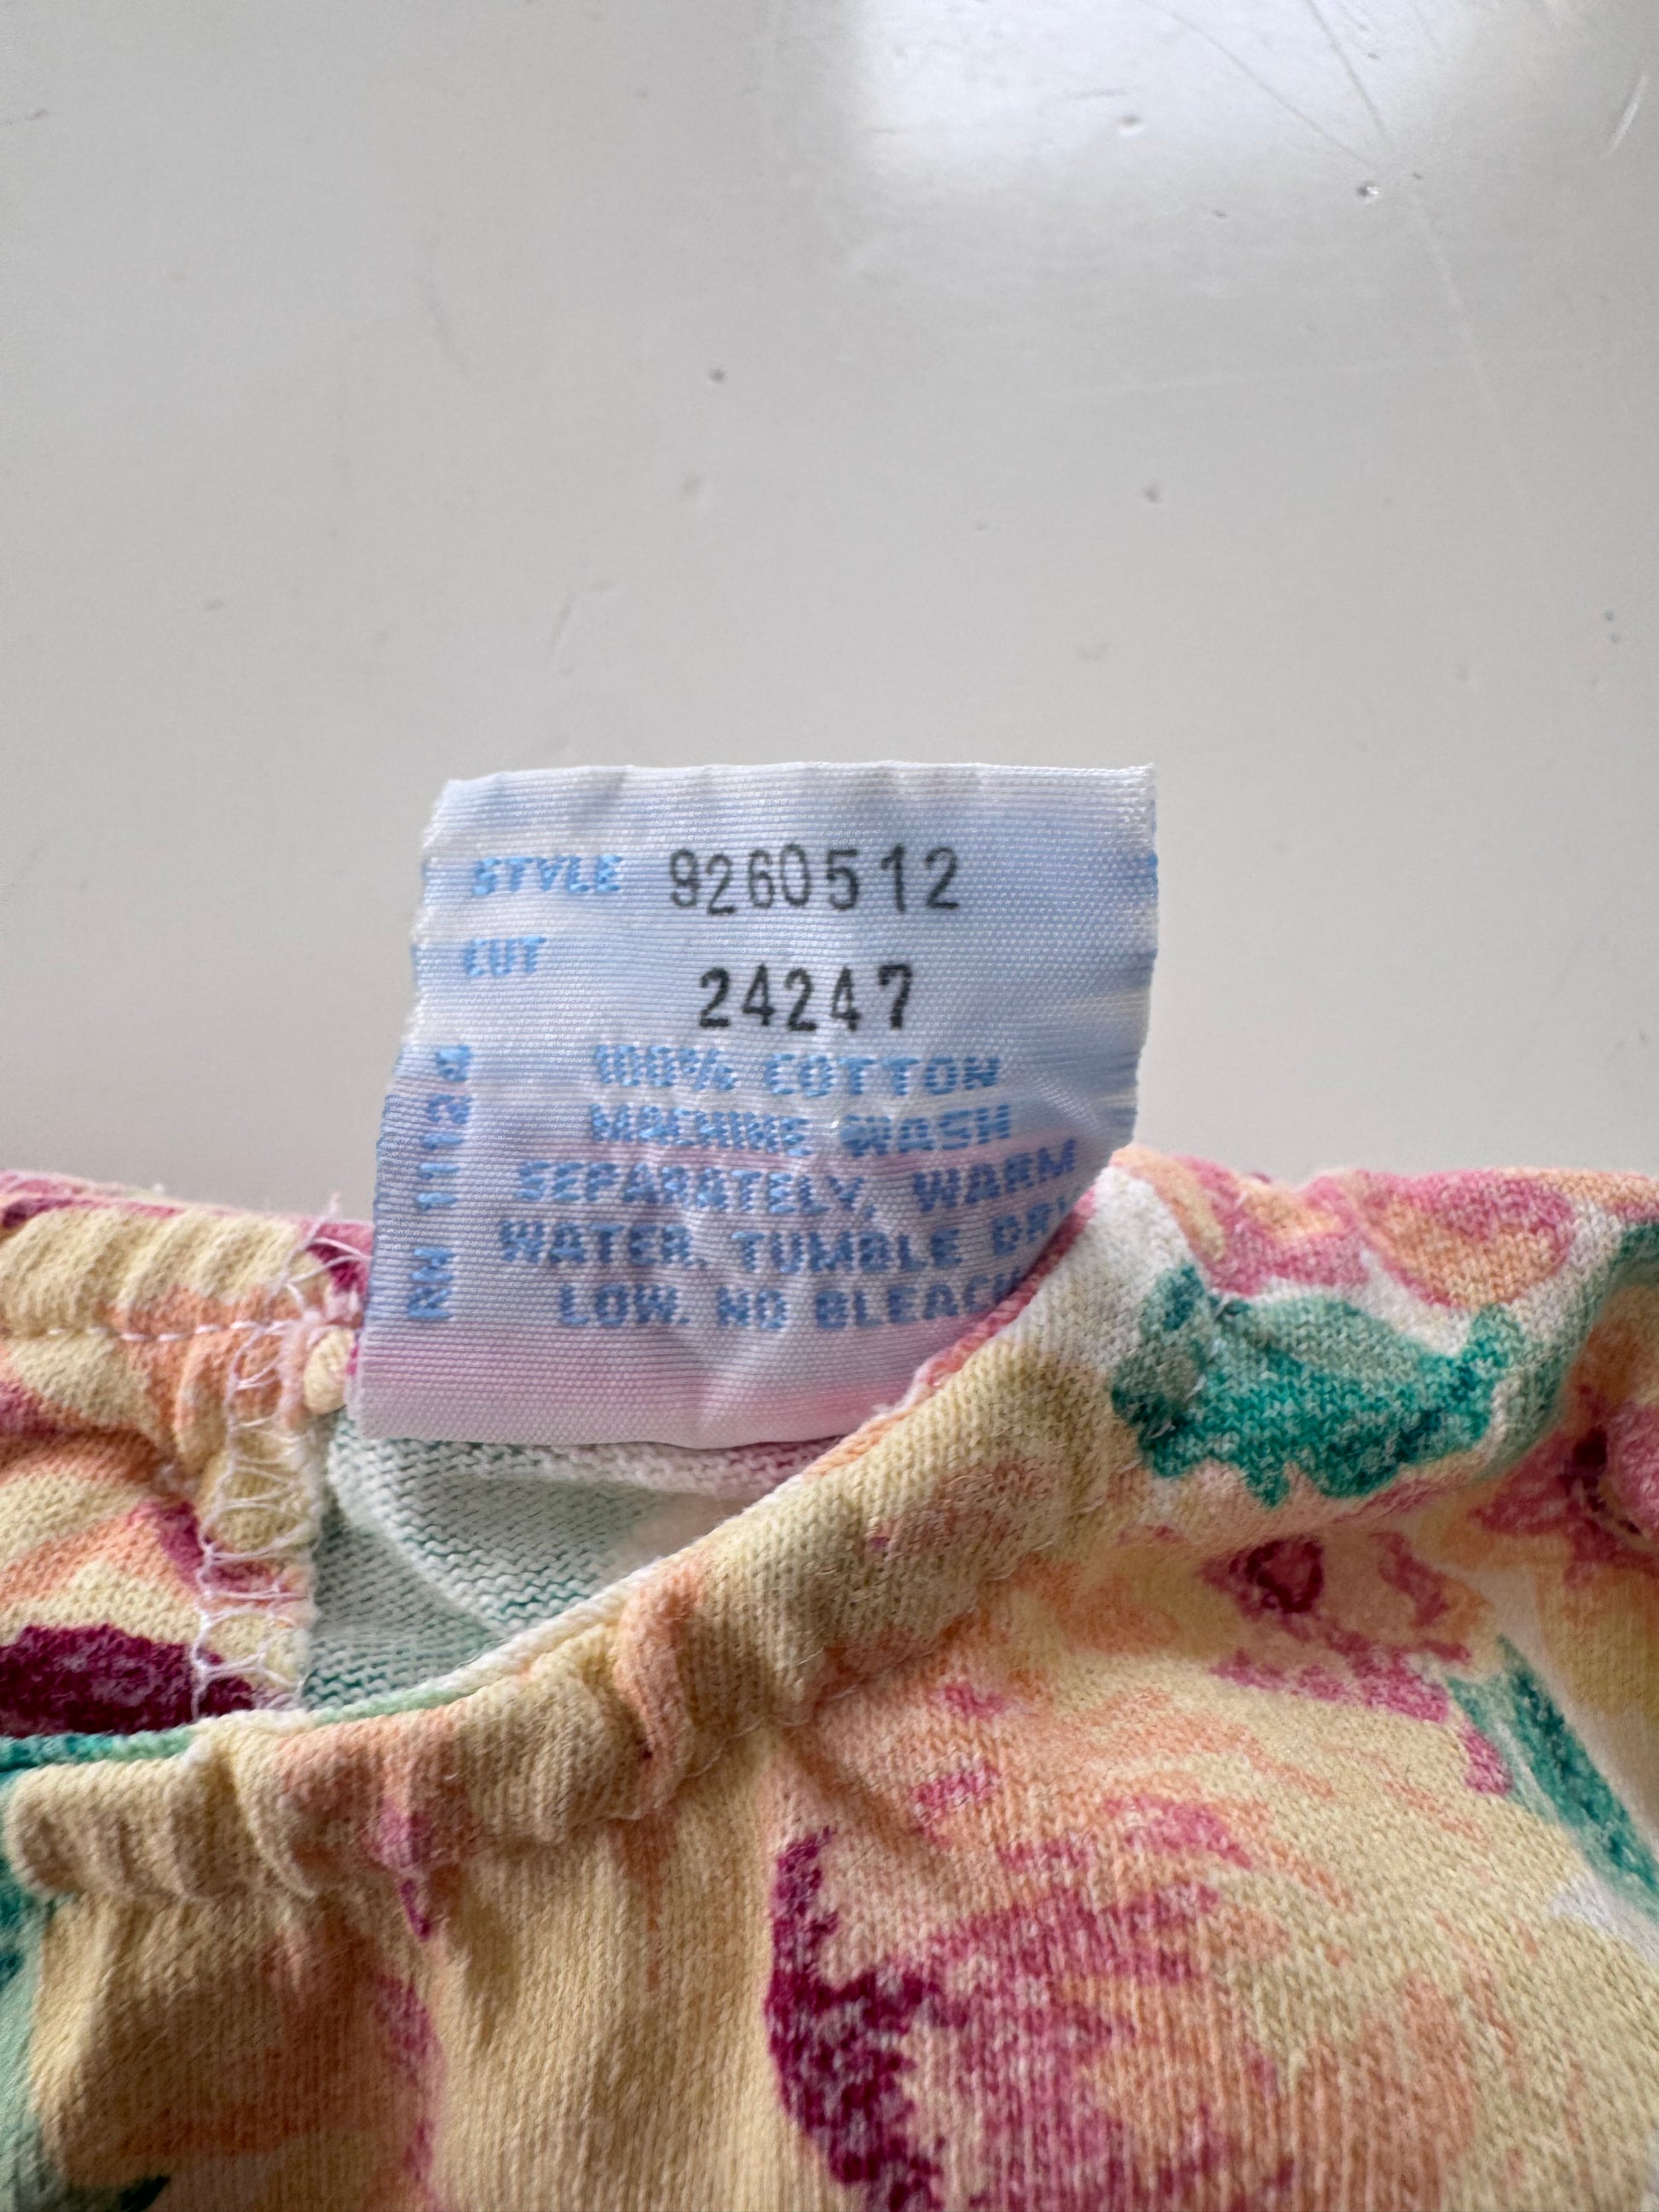 STYLE 9260512
CUT 24247
100% COTTON
MACHINE WASH
SEPARATELY, WARM
WATER. TUMBLE DRY
LOW. NO BLEACH